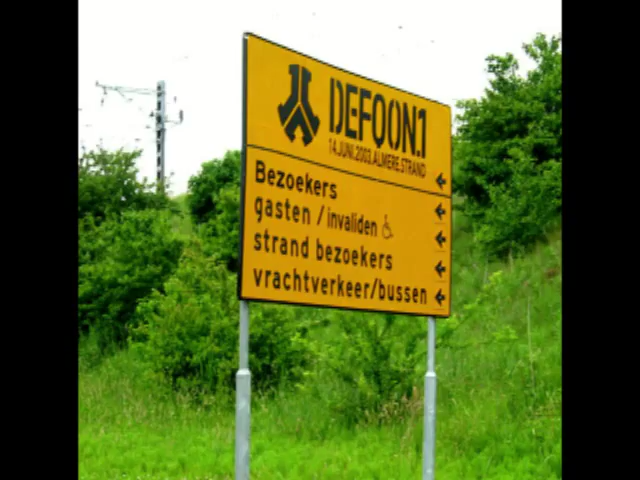 DEFQON.1
14.JUNI.2003.ALMERE.STRAND
Bezoekers
gasten / invaliden
strand bezoekers
vrachtverkeer/bussen